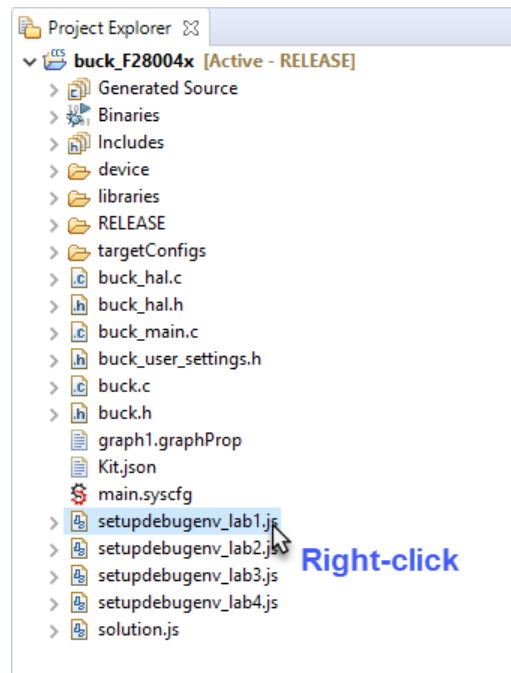 Project Explorer
buck_F28004x [Active - RELEASE]
Generated Source
Binaries
Includes
device
libraries
RELEASE
targetConfigs
buck_hal.c
buck_hal.h
buck_main.c
buck_user_settings.h
buck.c
buck.h
graph1.graphProp
Kit.json
main.syscfg
setupdebugenv_lab1.js
setupdebugenv_lab2.js
Right-click
setupdebugenv_lab3.js
setupdebugenv_lab4.js
solution.js